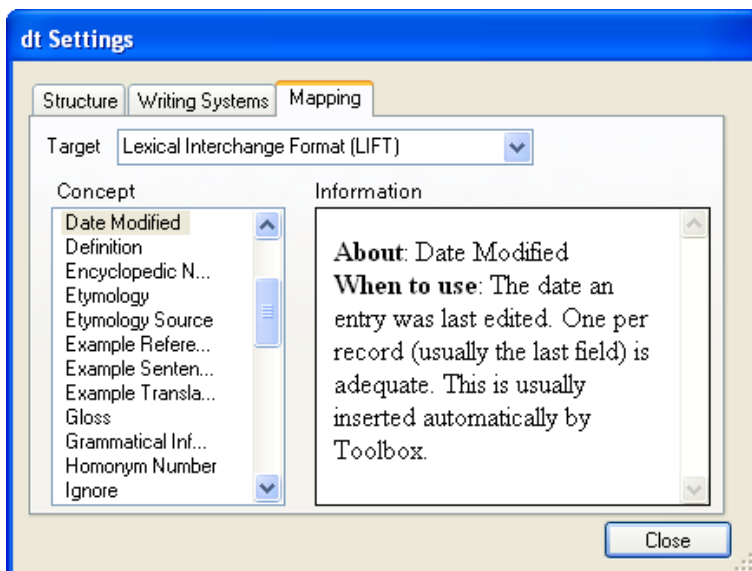 dt Settings
Structure Writing Systems Mapping
Target Lexical Interchange Format (LIFT)
Concept
Date Modified
Definition
Encyclopedic N...
Etymology
Etymology Source
Example Refere...
Example Senten...
Example Transla...
Gloss
Grammatical Inf...
Homonym Number
Ignore
Information
About: Date Modified
When to use: The date an
entry was last edited. One per
record (usually the last field) is
adequate. This is usually
inserted automatically by
Toolbox.
Close